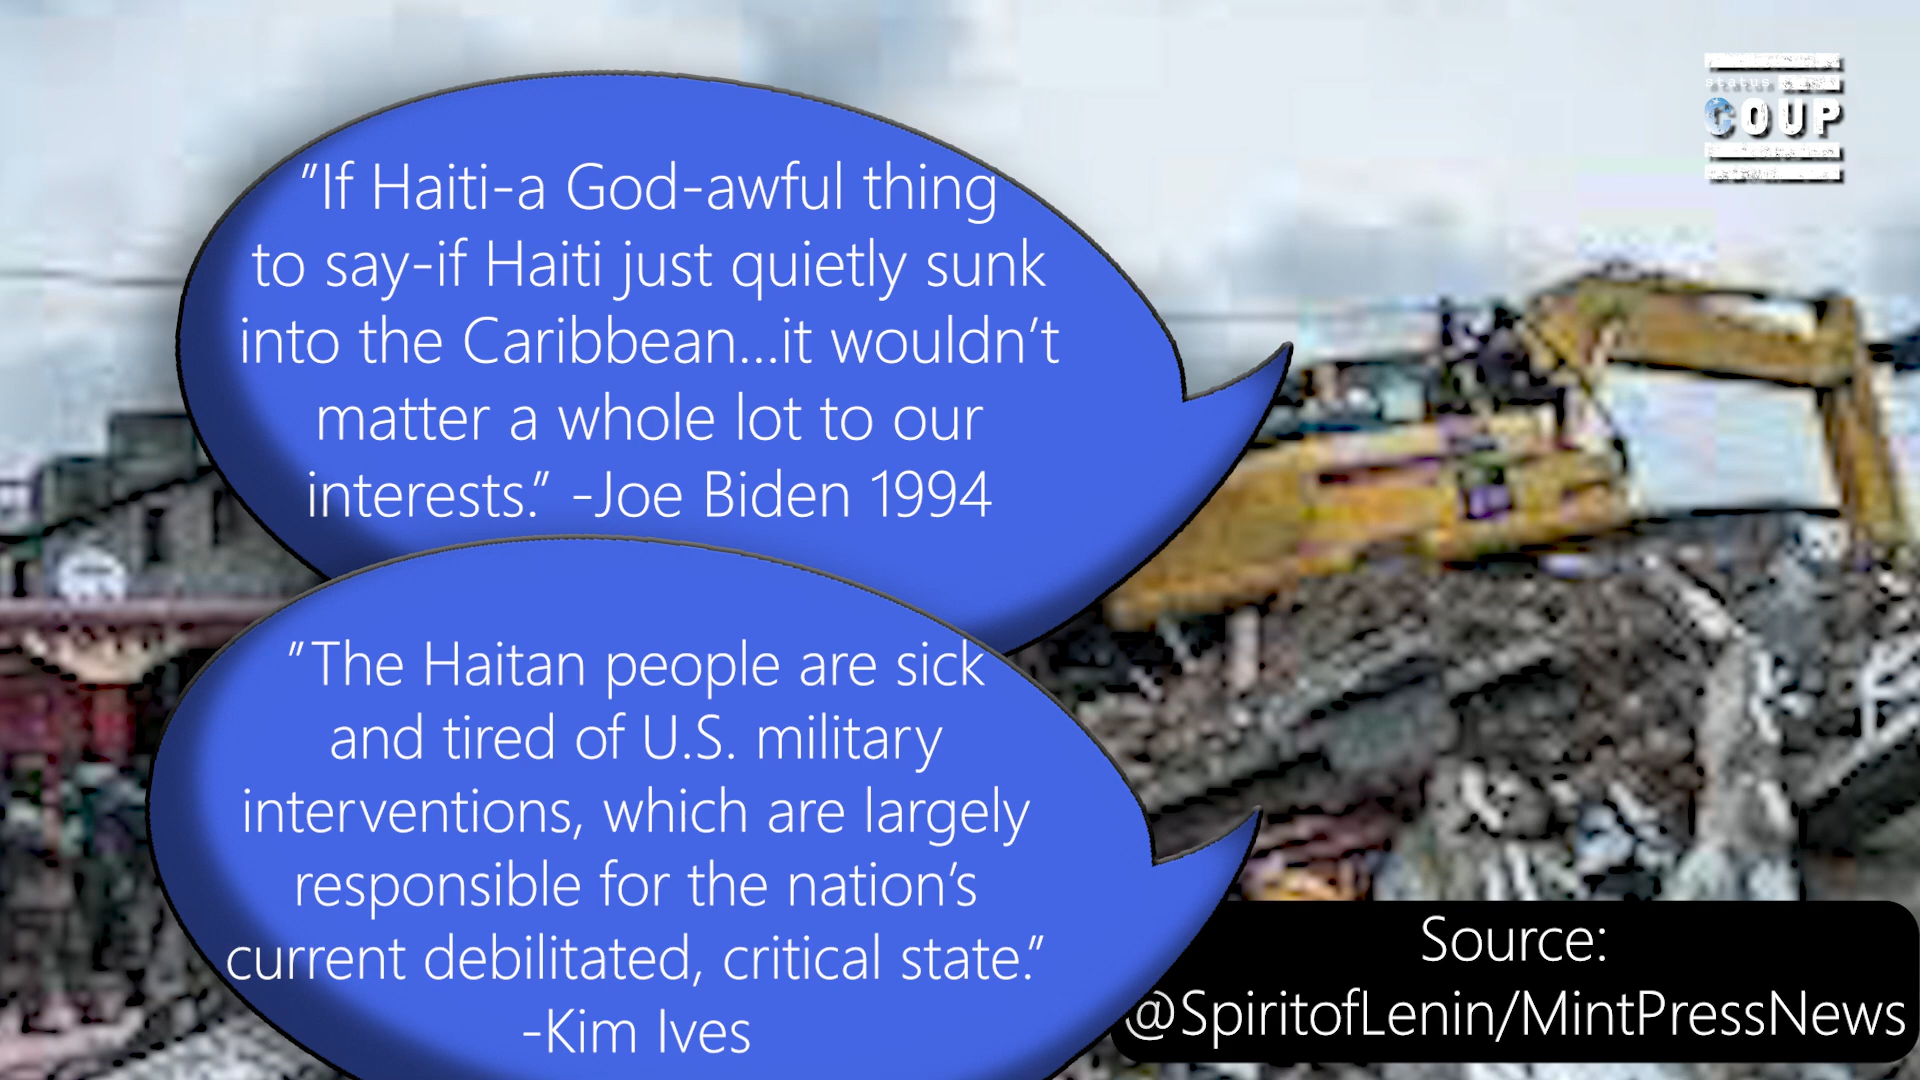 status
COUP
"If Haiti-a God-awful thing
to say-if Haiti just quietly sunk
into the Caribbean...it wouldn't
matter a whole lot to our
interests." -Joe Biden 1994
"The Haitan people are sick
and tired of U.S. military
interventions, which are largely
responsible for the nation's
current debilitated, critical state."
-Kim Ives
Source:
@SpiritofLenin/MintPressNews